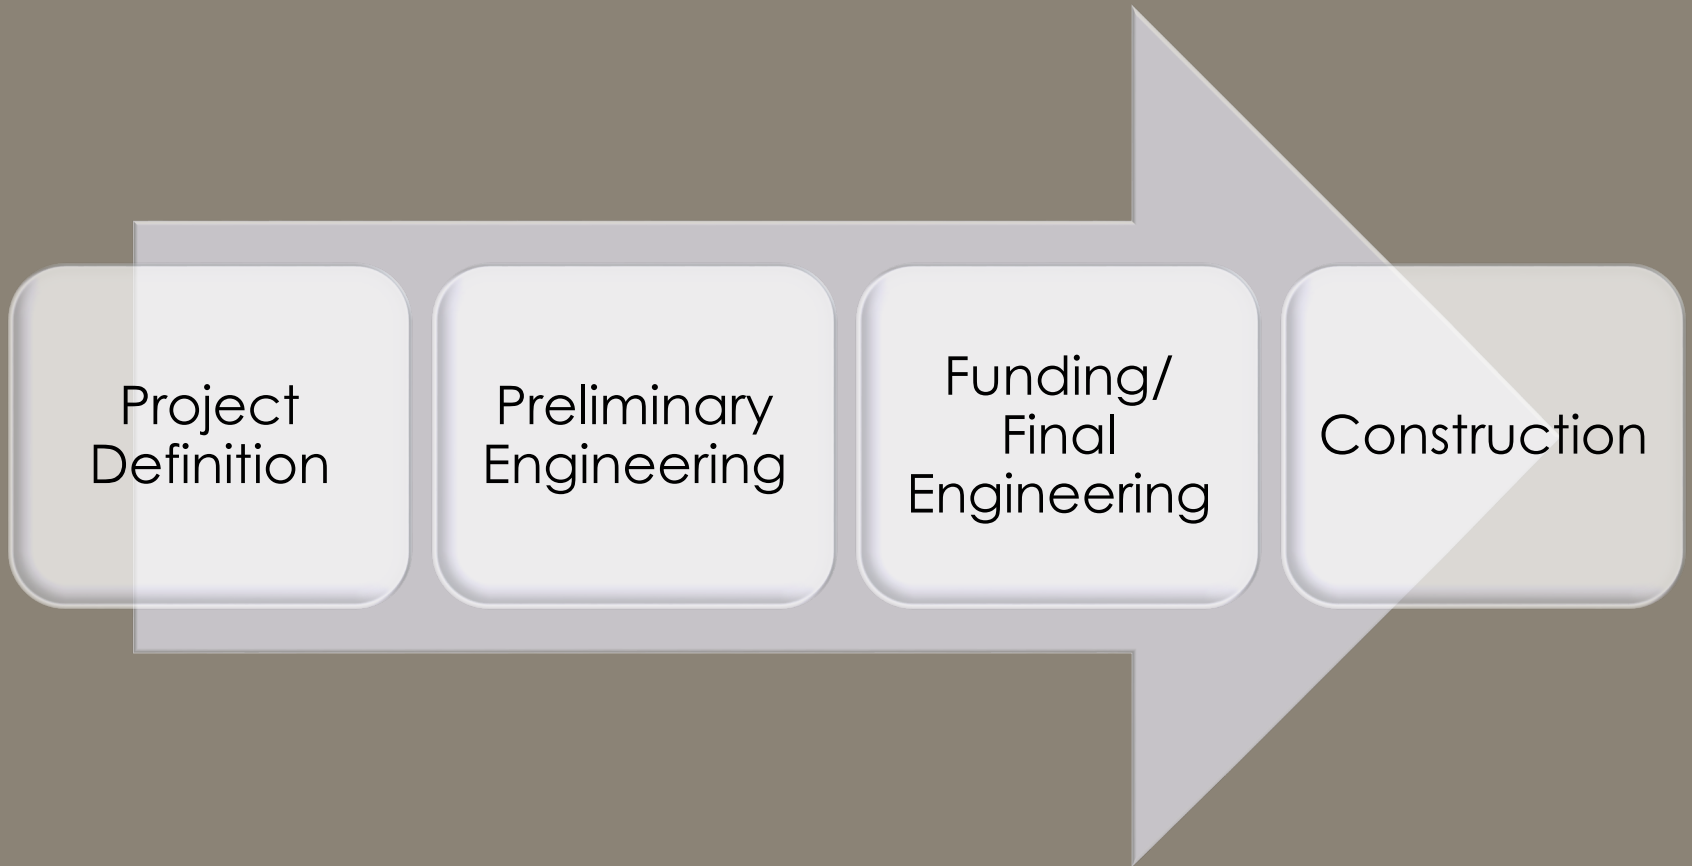 Project
Definition
Preliminary
Engineering
Funding/
Final
Engineering
Construction